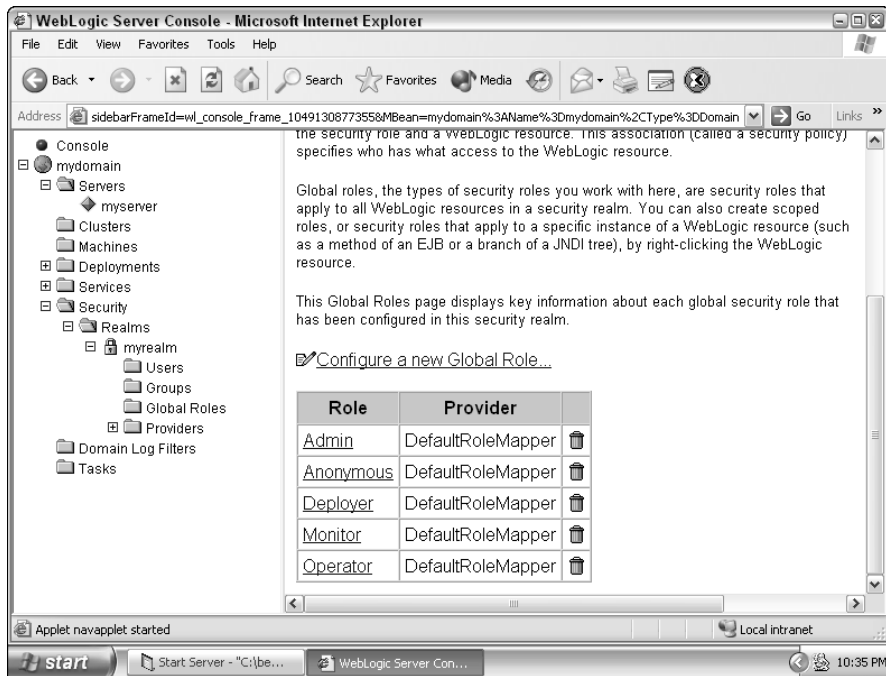 WebLogic Server Console - Microsoft Internet Explorer
File Edit View Favorites Tools Help
Back Search Favorites Media
Address sidebarFrameId=wl_console_frame_1049130877355&MBean=mydomain%3AName%3Dmydomain%2CType%3DDomain Go Links »
Console
mydomain
Servers
myserver
Clusters
Machines
Deployments
Services
Security
Realms
myrealm
Users
Groups
Global Roles
Providers
Domain Log Filters
Tasks
the security role and a WebLogic resource. This association (called a security policy)
specifies who has what access to the WebLogic resource.
Global roles, the types of security roles you work with here, are security roles that
apply to all WebLogic resources in a security realm. You can also create scoped
roles, or security roles that apply to a specific instance of a WebLogic resource (such
as a method of an EJB or a branch of a JNDI tree), by right-clicking the WebLogic
resource.
This Global Roles page displays key information about each global security role that
has been configured in this security realm.
Configure a new Global Role...
Role Provider
Admin DefaultRoleMapper
Anonymous DefaultRoleMapper
Deployer DefaultRoleMapper
Monitor DefaultRoleMapper
Operator DefaultRoleMapper
Applet navapplet started Local intranet
start Start Server - "C:\be... WebLogic Server Con... 10:35 PM